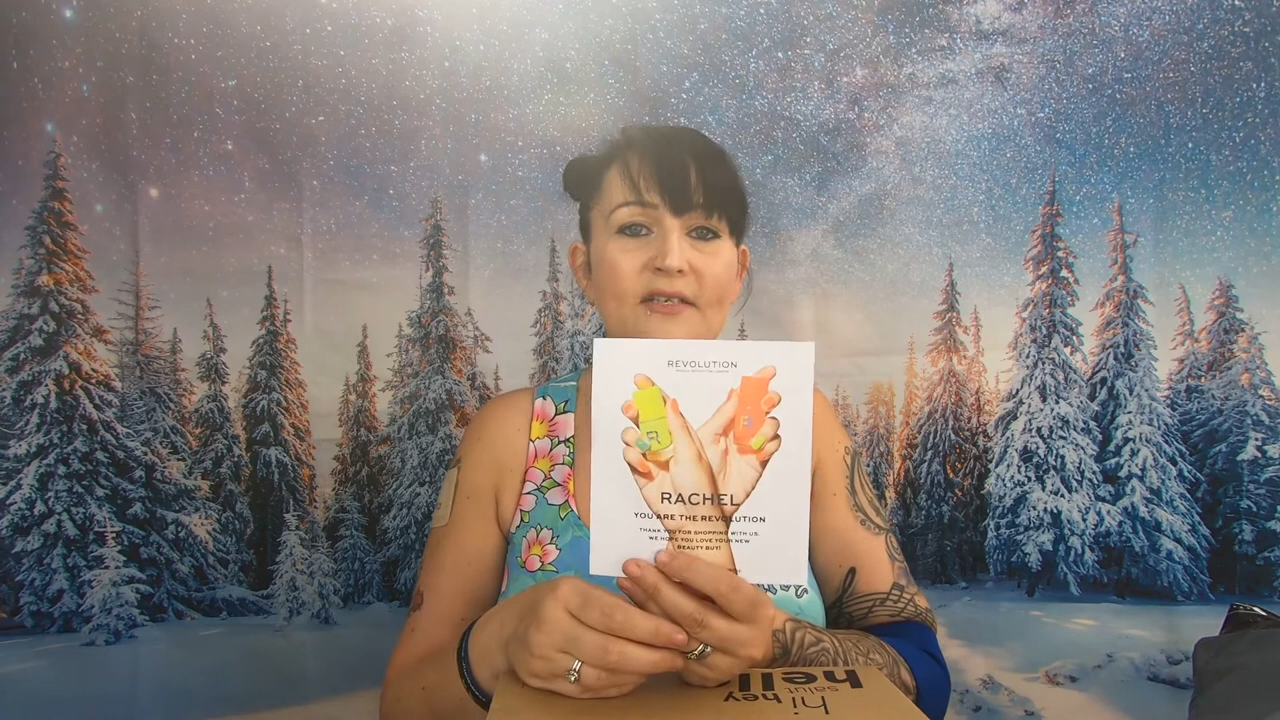 REVOLUTION
RACHEL
YOU ARE THE REVOLUTION
THANK YOU FOR SHOPPING WITH US.
WE HOPE YOU LOVE YOUR NEW
BEAUTY BUY!
hi hey
salut
hell